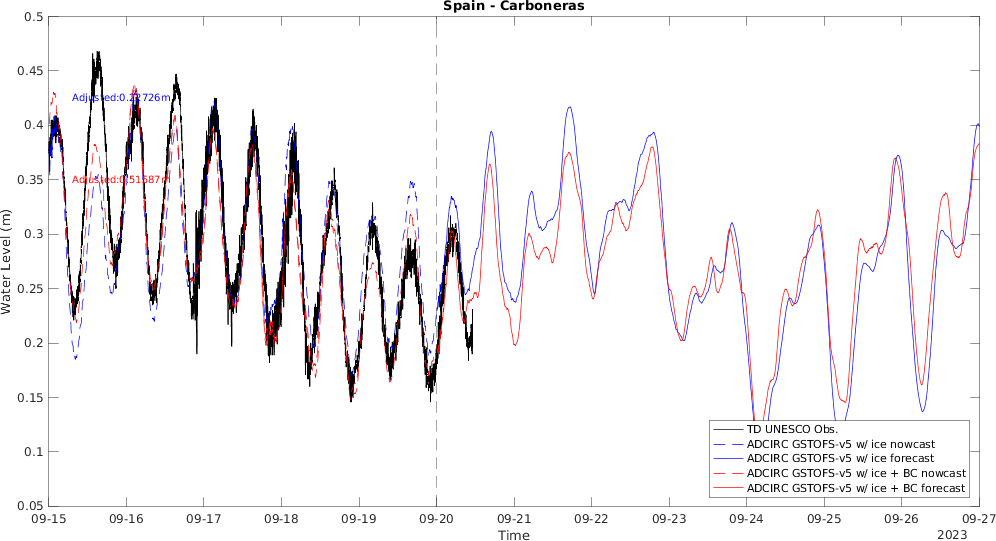 Spain - Carboneras
0.5
0.45
0.4
0.35
0.3
0.25
0.2
0.15
0.1
0.05
Water Level (m)
Adjusted:0.51687m
TD UNESCO Obs.
ADCIRC GSTOFS-v5 w/ ice nowcast
ADCIRC GSTOFS-v5 w/ ice forecast
ADCIRC GSTOFS-v5 w/ ice + BC nowcast
ADCIRC GSTOFS-v5 w/ ice + BC forecast
09-15 09-16 09-17 09-18 09-19 09-20 09-21 09-22 09-23 09-24 09-25 09-26 09-27
Time
2023